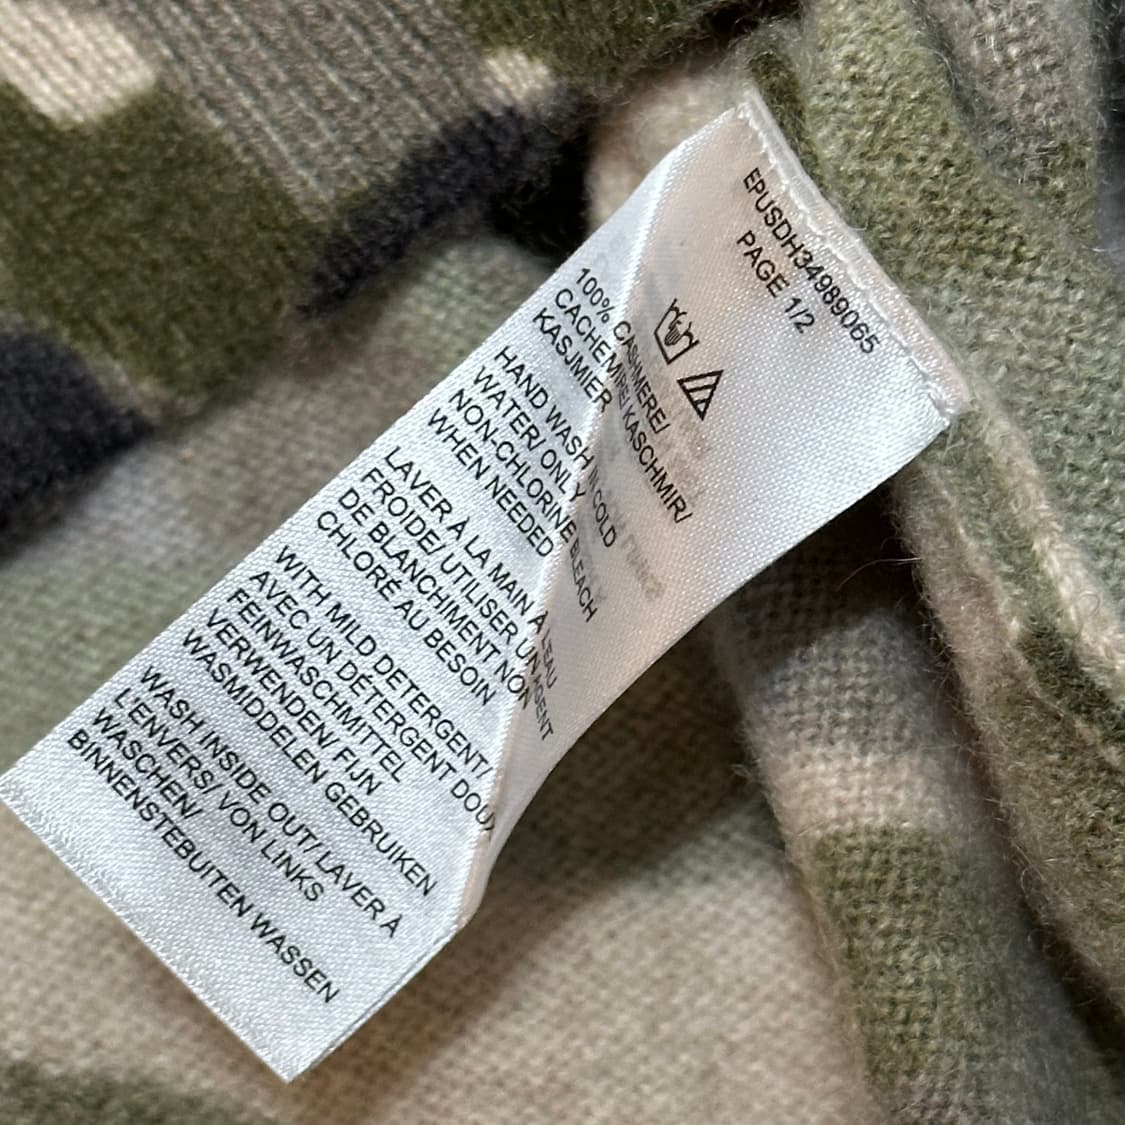 EPUSDH34989065
PAGE 1/2
100% CASHMERE/
CACHEMIRE/ KASCHMIR/
KASJMIER
HAND WASH IN COLD
WATER/ ONLY
NON-CHLORINE BLEACH
WHEN NEEDED
LAVER À LA MAIN À L'EAU
FROIDE/ UTILISER UN AGENT
DE BLANCHIMENT NON
CHLORÉ AU BESOIN
WITH MILD DETERGENT/
AVEC UN DÉTERGENT DOUX
FEINWASCHMITTEL
VERWENDEN/ FIJN
WASMIDDELEN GEBRUIKEN
WASH INSIDE OUT/ LAVER À
L'ENVERS/ VON LINKS
WASCHEN/
BINNENSTEBUITEN WASSEN